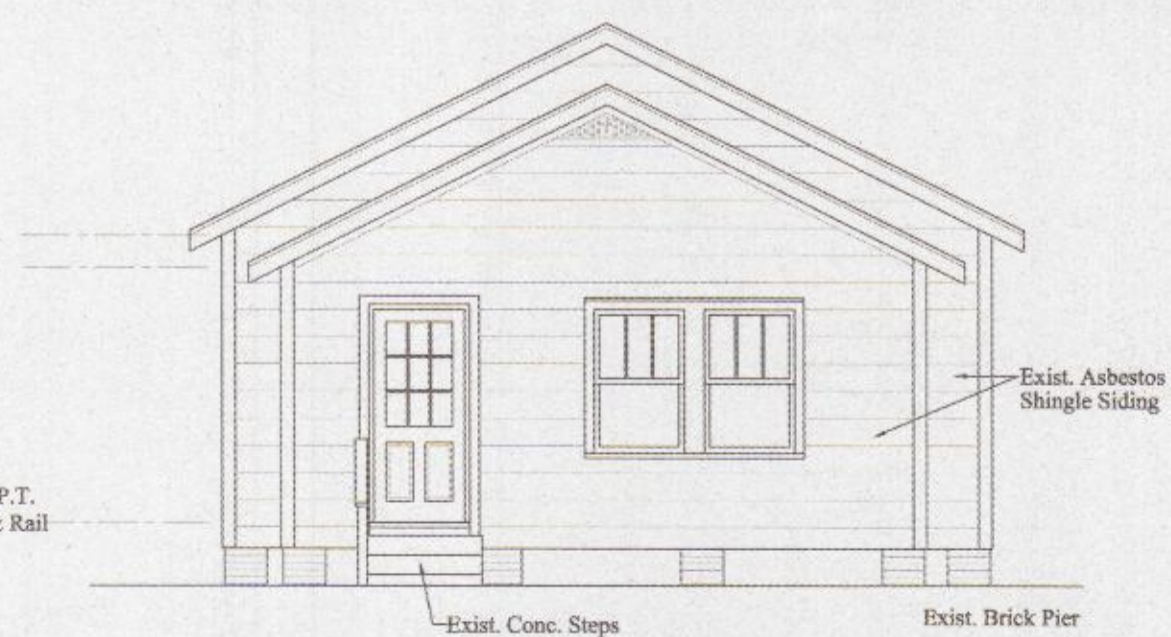 Exist. Asbestos
Shingle Siding
P.T.
Rail
Exist. Conc. Steps
Exist. Brick Pier